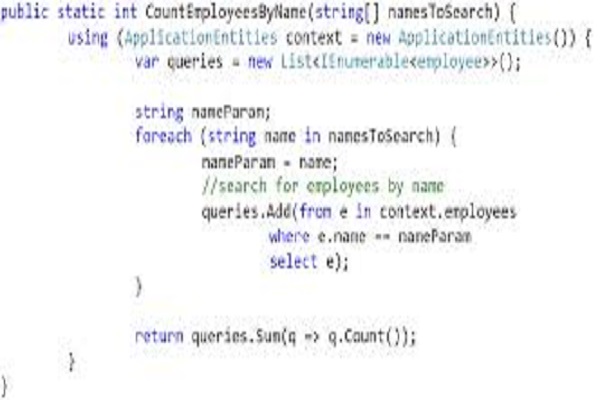 public static int CountEmployeesByName(string[] namesToSearch) {
using (ApplicationEntities context = new ApplicationEntities()) {
var queries = new List<IEnumerable<employee>>();
string nameParam;
foreach (string name in namesToSearch) {
nameParam = name;
//search for employees by name
queries.Add(from e in context.employees
where e.name == nameParam
select e);
}
return queries.Sum(q => q.Count());
}
}